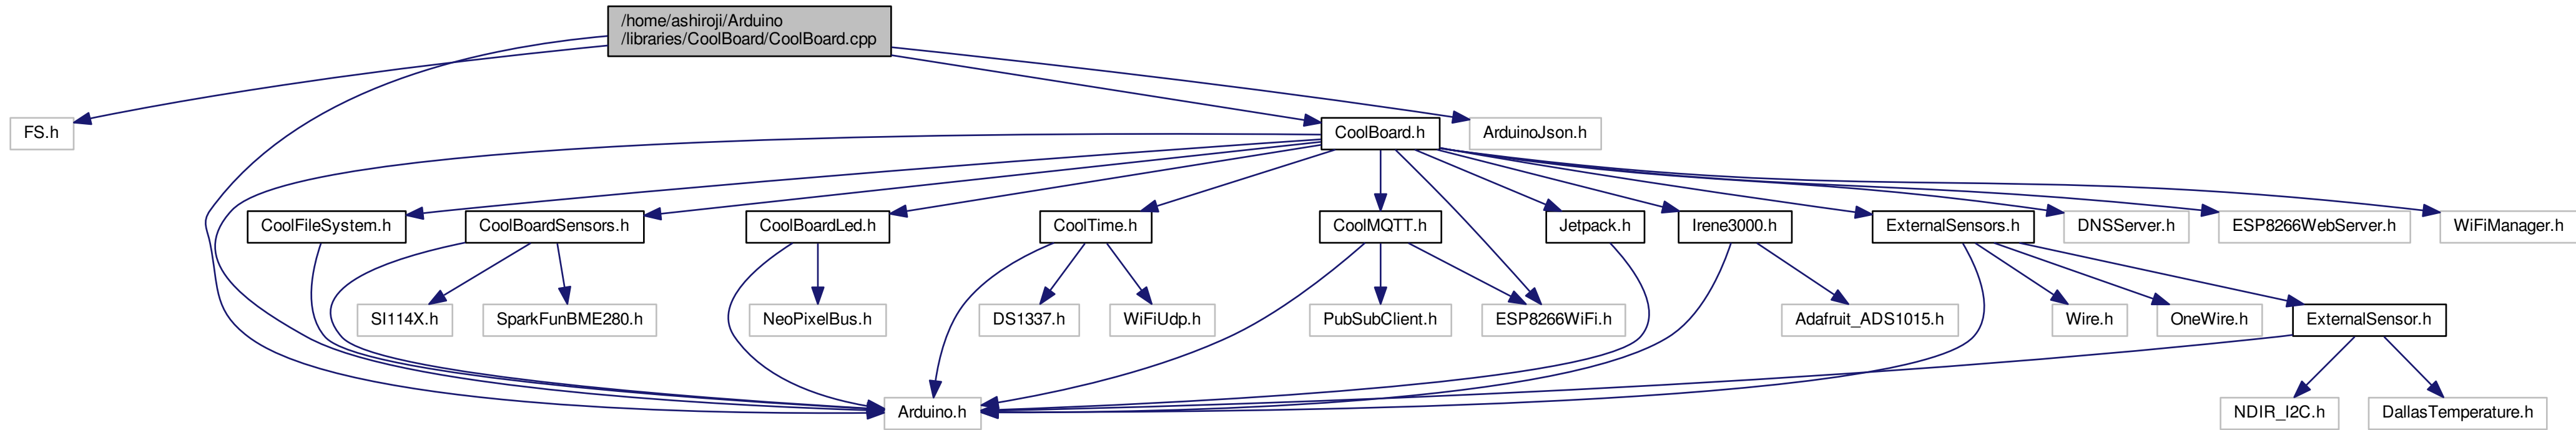 /home/ashiroji/Arduino
/libraries/CoolBoard/CoolBoard.cpp
FS.h
CoolBoard.h
ArduinoJson.h
CoolFileSystem.h
CoolBoardSensors.h
CoolBoardLed.h
CoolTime.h
CoolMQTT.h
Jetpack.h
Irene3000.h
ExternalSensors.h
DNSServer.h
ESP8266WebServer.h
WiFiManager.h
SI114X.h
SparkFunBME280.h
NeoPixelBus.h
DS1337.h
WiFiUdp.h
PubSubClient.h
ESP8266WiFi.h
Adafruit_ADS1015.h
Wire.h
OneWire.h
ExternalSensor.h
Arduino.h
NDIR_I2C.h
DallasTemperature.h